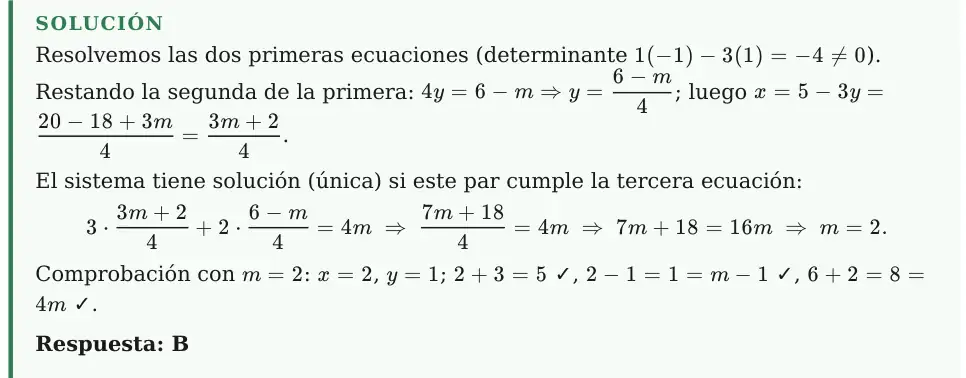 SOLUCIÓN
Resolvemos las dos primeras ecuaciones (determinante 1(−1) − 3(1) = −4 ≠ 0).
Restando la segunda de la primera: 4y = 6 − m ⇒ y = (6 − m)/4; luego x = 5 − 3y =
(20 − 18 + 3m)/4 = (3m + 2)/4.
El sistema tiene solución (única) si este par cumple la tercera ecuación:
3 · (3m + 2)/4 + 2 · (6 − m)/4 = 4m ⇒ (7m + 18)/4 = 4m ⇒ 7m + 18 = 16m ⇒ m = 2.
Comprobación con m = 2: x = 2, y = 1; 2 + 3 = 5 ✓, 2 − 1 = 1 = m − 1 ✓, 6 + 2 = 8 =
4m ✓.
Respuesta: B